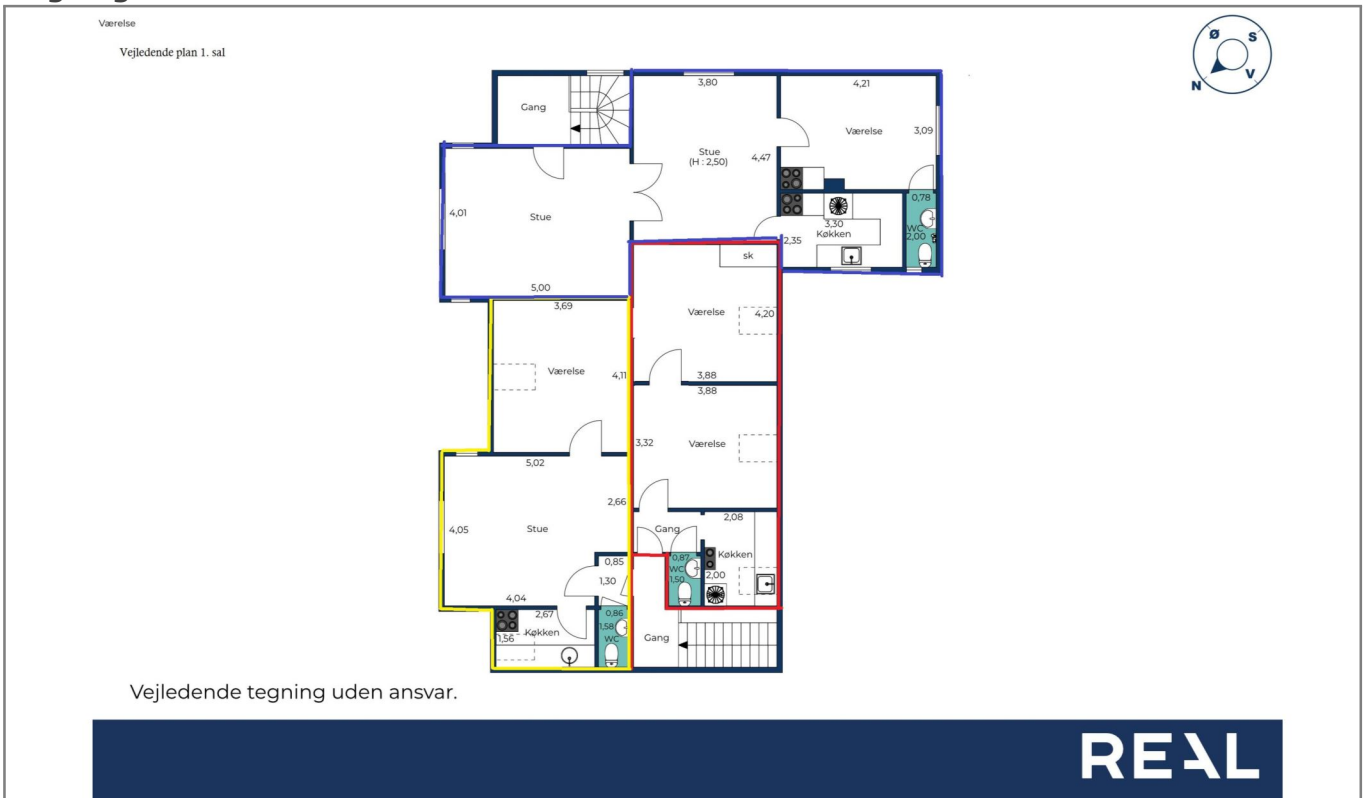 Værelse
Vejledende plan 1. sal
Ø
S
N
V
3,80
4,21
Gang
Værelse
3,09
Stue
(H : 2,50)
4,47
0,78
4,01
Stue
3,30
Køkken
WC
2,00
2,35
sk
5,00
3,69
Værelse
4,20
Værelse
4,11
3,88
3,88
3,32
Værelse
5,02
2,66
2,08
4,05
Stue
Gang
Køkken
0,87
WC
1,50
2,00
0,85
1,30
4,04
2,67
0,86
1,56
Køkken
1,58
WC
Gang
Vejledende tegning uden ansvar.
REAL